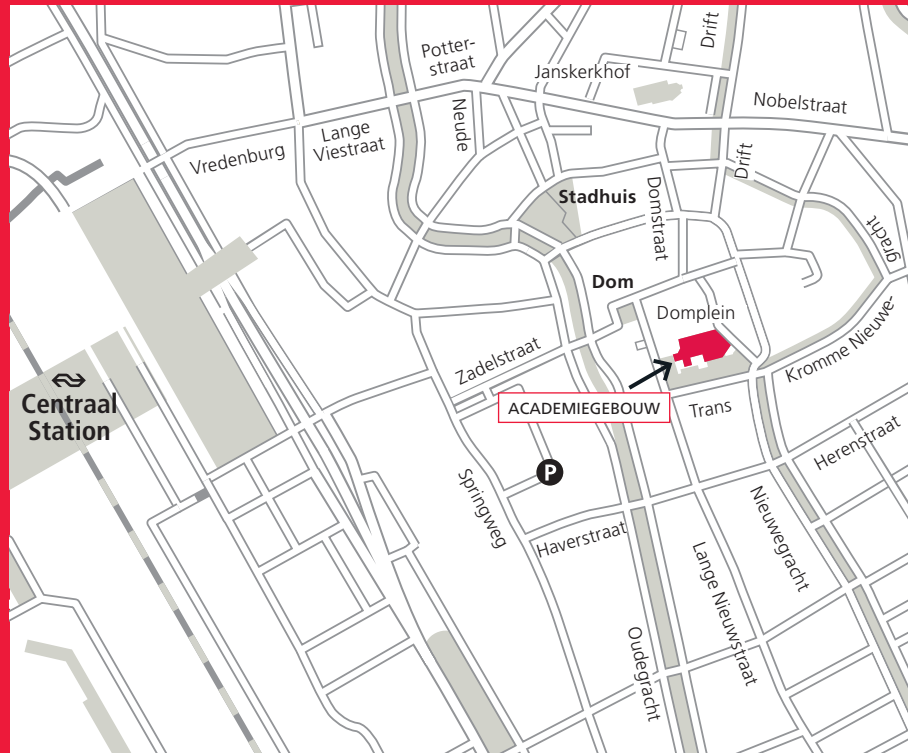 Drift
Potter-
straat
Janskerkhof
Nobelstraat
Neude
Lange
Viestraat
Vredenburg
Drift
Stadhuis
Domstraat
Kromme Nieuwe-
gracht
Dom
Domplein
Zadelstraat
Centraal
Station
ACADEMIEGEBOUW
Trans
Herenstraat
P
Springweg
Haverstraat
Nieuwegracht
Lange Nieuwstraat
Oudegracht